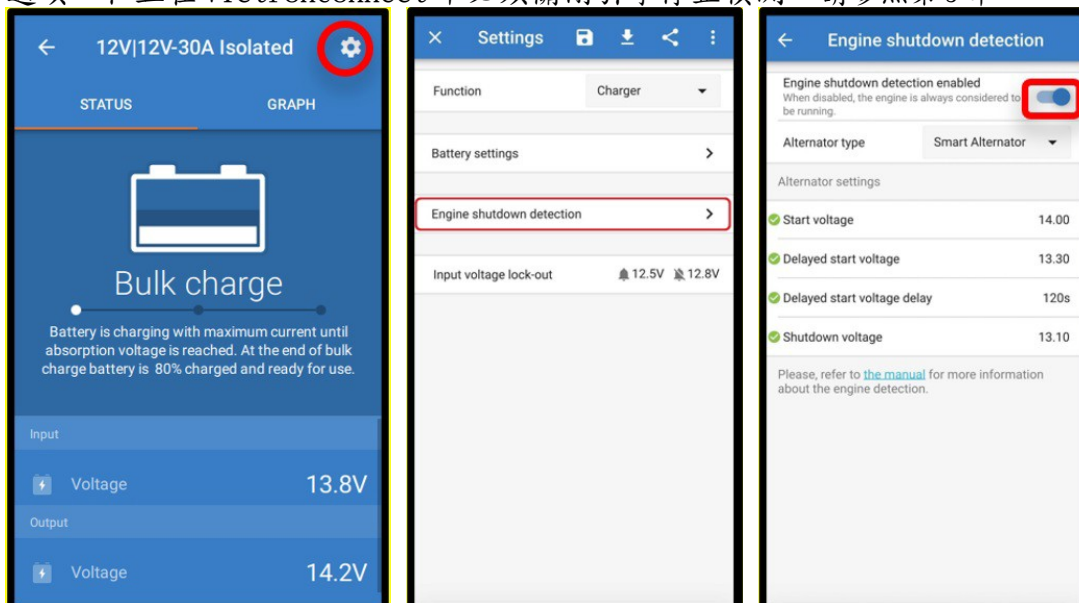 12V|12V-30A Isolated
STATUS
GRAPH
Bulk charge
Battery is charging with maximum current until
absorption voltage is reached. At the end of bulk
charge battery is 80% charged and ready for use.
Input
Voltage 13.8V
Output
Voltage 14.2V
Settings
Function Charger
Battery settings
Engine shutdown detection
Input voltage lock-out 12.5V 12.8V
Engine shutdown detection
Engine shutdown detection enabled
When disabled, the engine is always considered to
be running.
Alternator type Smart Alternator
Alternator settings
Start voltage 14.00
Delayed start voltage 13.30
Delayed start voltage delay 120s
Shutdown voltage 13.10
Please, refer to the manual for more information
about the engine detection.